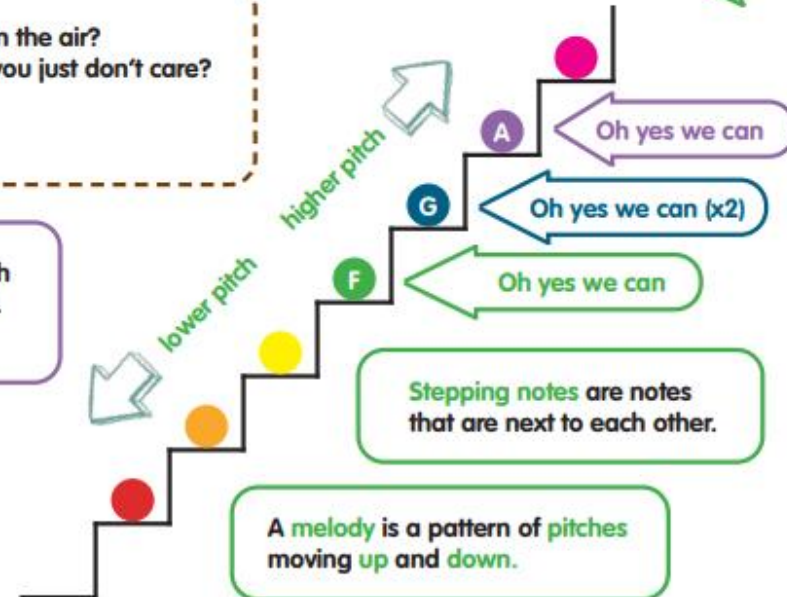 n the air?
you just don't care?
A
Oh yes we can
higher pitch
G
Oh yes we can (x2)
lower pitch
F
Oh yes we can
h
Stepping notes are notes
that are next to each other.
A melody is a pattern of pitches
moving up and down.